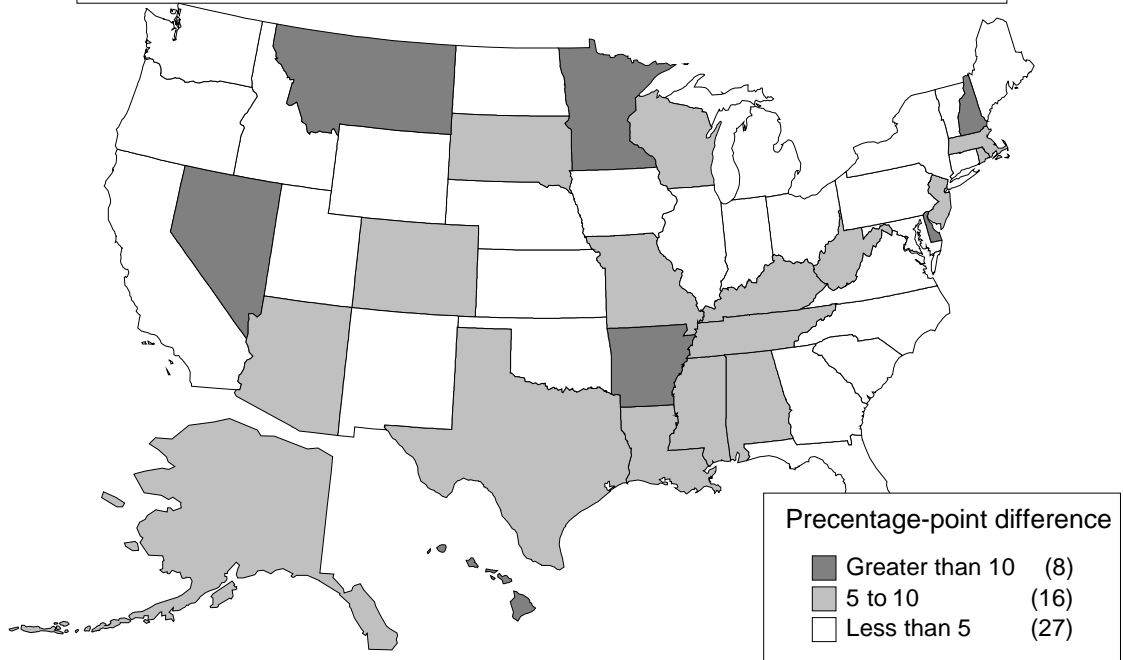 Precentage-point difference
Greater than 10 (8)
5 to 10 (16)
Less than 5 (27)